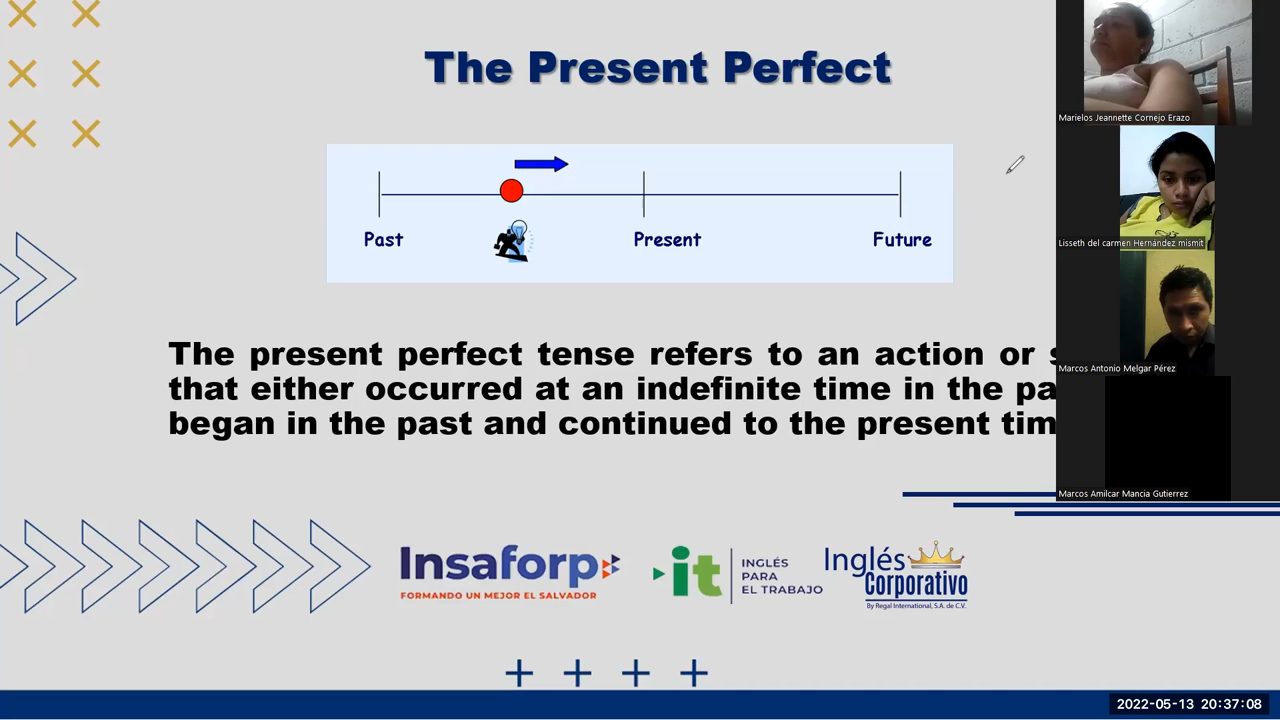 The Present Perfect
Past Present Future
The present perfect tense refers to an action or
that either occurred at an indefinite time in the
began in the past and continued to the present
Insaforp
FORMANDO UN MEJOR EL SALVADOR
it
INGLÉS
PARA
EL TRABAJO
Inglés
Corporativo
By Regal International, S.A. de C.V.
Marielos Jeannette Cornejo Erazo
Lisseth del carmen Hernández mismit
Marcos Antonio Melgar Pérez
Marcos Amilcar Mancia Gutierrez
2022-05-13 20:37:08